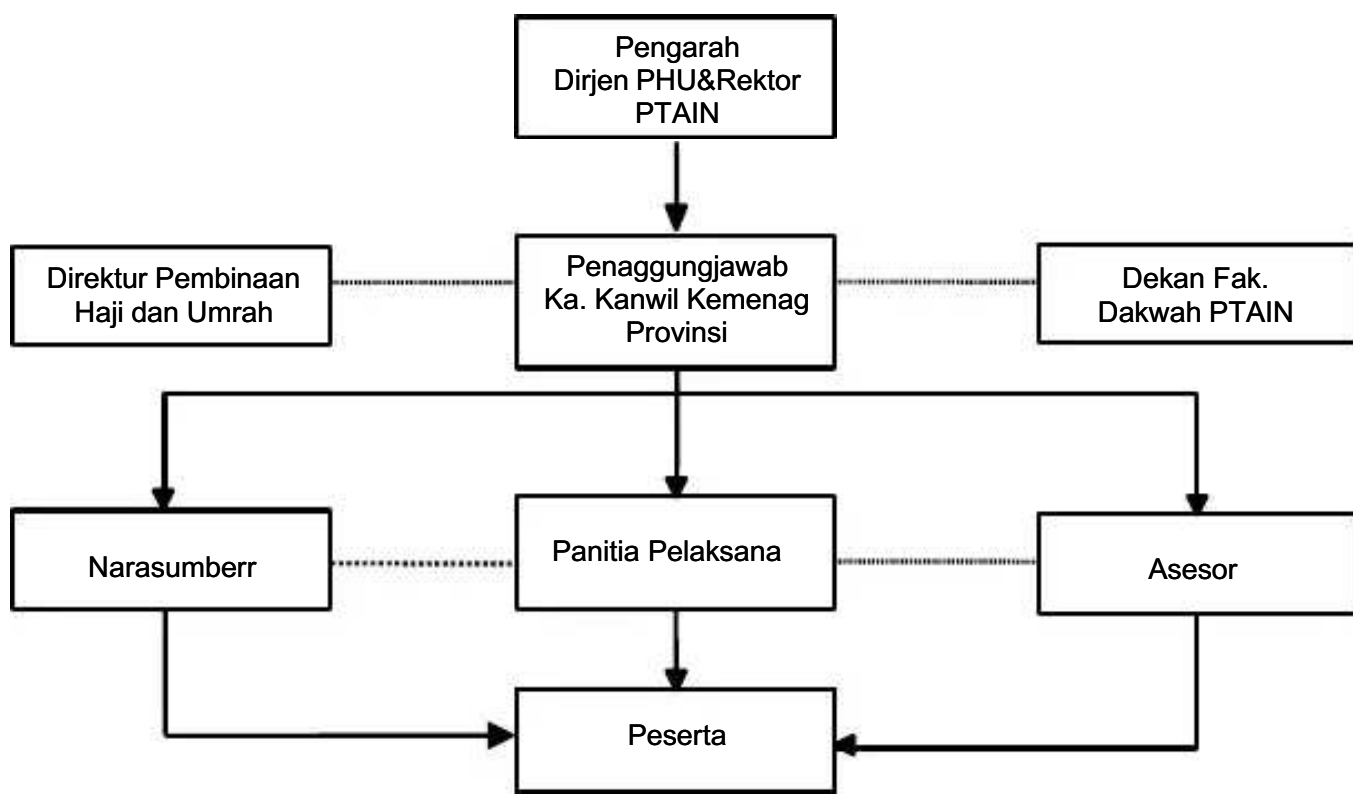 Pengarah
Dirjen PHU&Rektor
PTAIN
Direktur Pembinaan
Haji dan Umrah
Penaggungjawab
Ka. Kanwil Kemenag
Provinsi
Dekan Fak.
Dakwah PTAIN
Narasumberr
Panitia Pelaksana
Asesor
Peserta